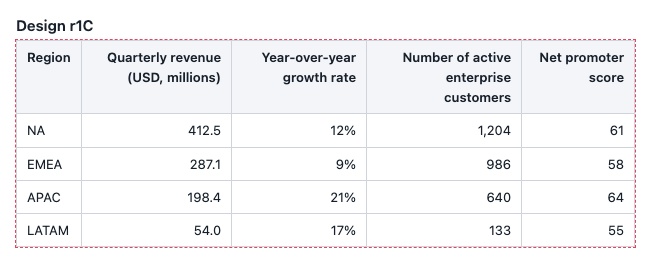 Design r1C
Region Quarterly revenue (USD, millions) Year-over-year growth rate Number of active enterprise customers Net promoter score
NA 412.5 12% 1,204 61
EMEA 287.1 9% 986 58
APAC 198.4 21% 640 64
LATAM 54.0 17% 133 55